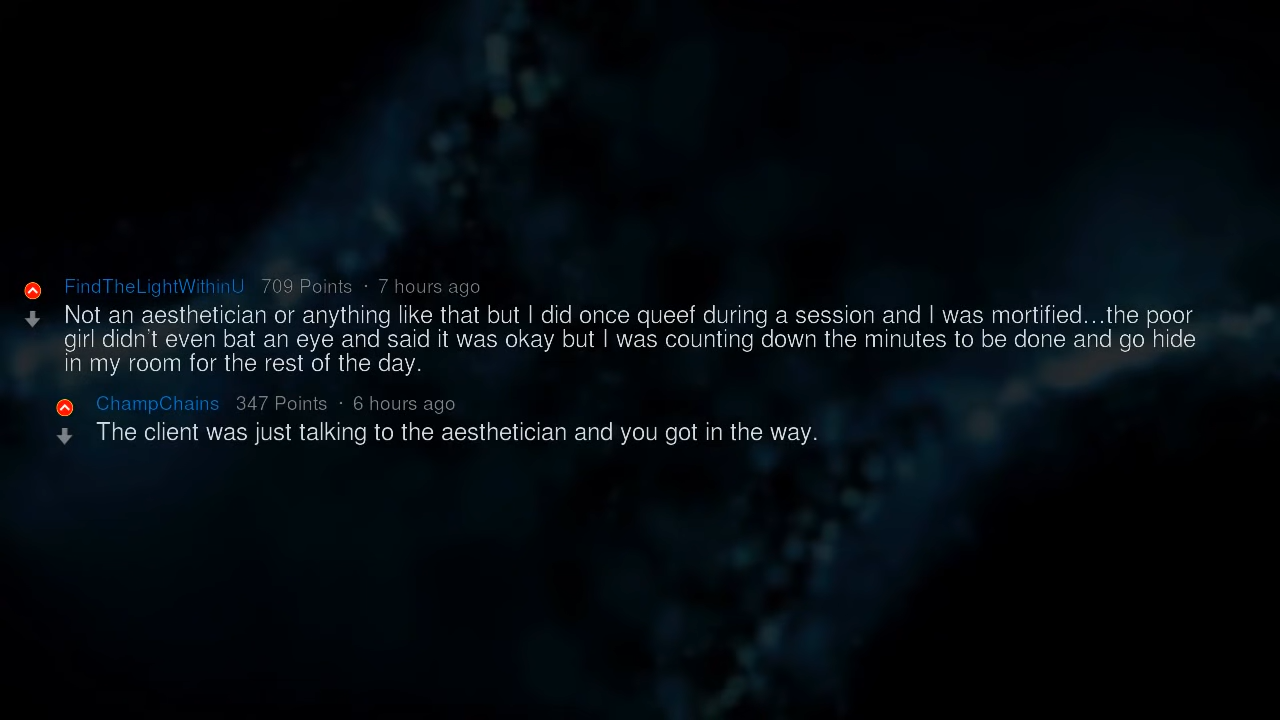 FindTheLightWithinU 709 Points · 7 hours ago
Not an aesthetician or anything like that but I did once queef during a session and I was mortified...the poor
girl didn't even bat an eye and said it was okay but I was counting down the minutes to be done and go hide
in my room for the rest of the day.
ChampChains 347 Points · 6 hours ago
The client was just talking to the aesthetician and you got in the way.